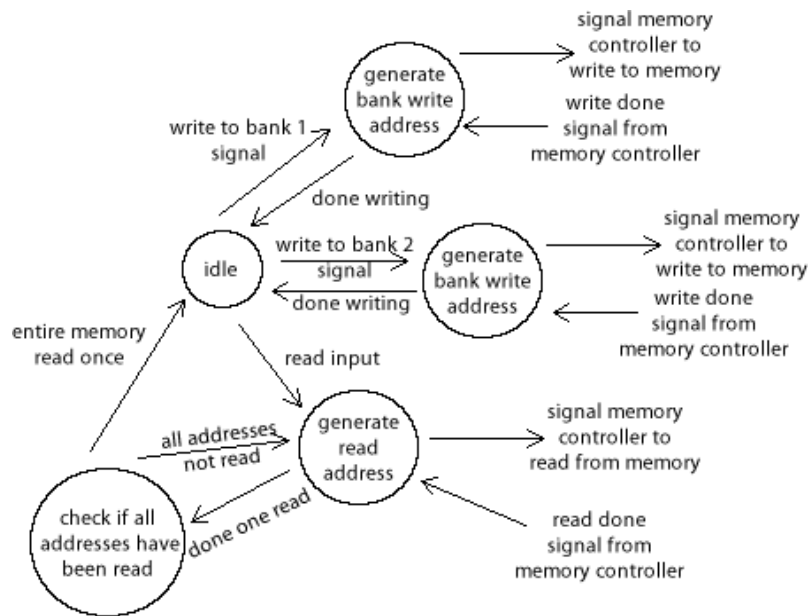 generate
bank write
address
signal memory
controller to
write to memory
write done
signal from
memory controller
write to bank 1
signal
done writing
idle
write to bank 2
signal
done writing
generate
bank write
address
signal memory
controller to
write to memory
write done
signal from
memory controller
entire memory
read once
read input
all addresses
not read
generate
read
address
signal memory
controller to
read from memory
done one read
check if all
addresses have
been read
read done
signal from
memory controller